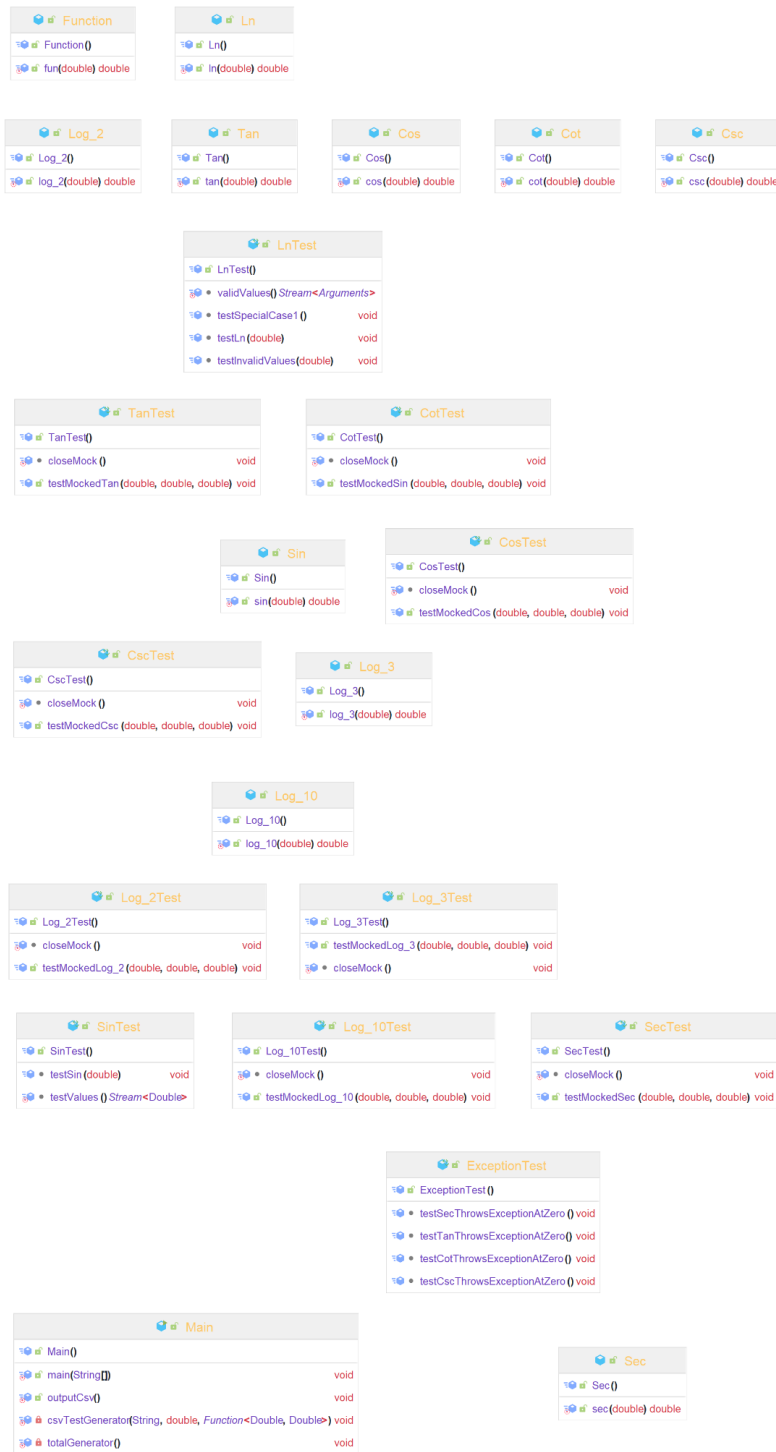 Function
Function()
fun(double) double
Ln
Ln()
ln(double) double
Log_2
Log_2()
log_2(double) double
Tan
Tan()
tan(double) double
Cos
Cos()
cos(double) double
Cot
Cot()
cot(double) double
Csc
Csc()
csc(double) double
LnTest
LnTest()
validValues() Stream<Arguments>
testSpecialCase1() void
testLn(double) void
testInvalidValues(double) void
TanTest
TanTest()
closeMock() void
testMockedTan(double, double, double) void
CotTest
CotTest()
closeMock() void
testMockedSin(double, double, double) void
Sin
Sin()
sin(double) double
CosTest
CosTest()
closeMock() void
testMockedCos(double, double, double) void
CscTest
CscTest()
closeMock() void
testMockedCsc(double, double, double) void
Log_3
Log_3()
log_3(double) double
Log_10
Log_10()
log_10(double) double
Log_2Test
Log_2Test()
closeMock() void
testMockedLog_2(double, double, double) void
Log_3Test
Log_3Test()
testMockedLog_3(double, double, double) void
closeMock() void
SinTest
SinTest()
testSin(double) void
testValues() Stream<Double>
Log_10Test
Log_10Test()
closeMock() void
testMockedLog_10(double, double, double) void
SecTest
SecTest()
closeMock() void
testMockedSec(double, double, double) void
ExceptionTest
ExceptionTest()
testSecThrowsExceptionAtZero() void
testTanThrowsExceptionAtZero() void
testCotThrowsExceptionAtZero() void
testCscThrowsExceptionAtZero() void
Main
Main()
main(String[]) void
outputCsv() void
csvTestGenerator(String, double, Function<Double, Double>) void
totalGenerator() void
Sec
Sec()
sec(double) double